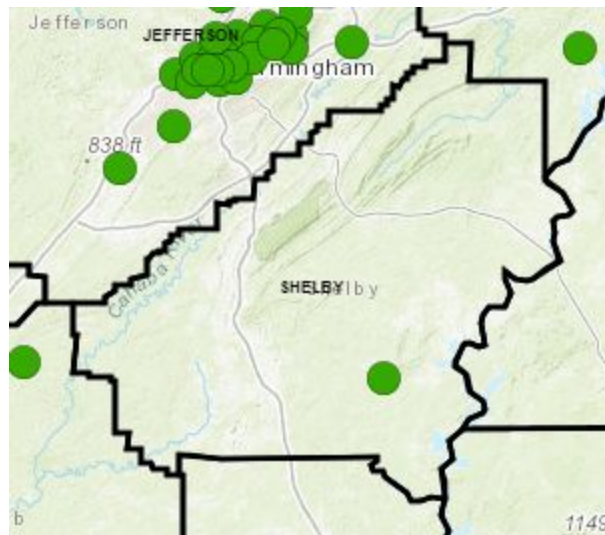 Jefferson
JEFFERSON
mingham
838 ft
Cahaba River
SHELBY
b
1149